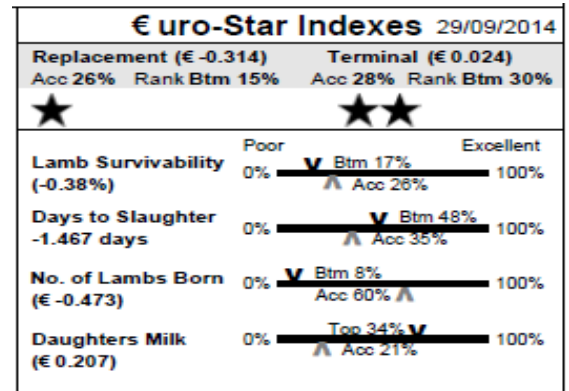 €uro-Star Indexes 29/09/2014
Replacement (€ -0.314) Terminal (€ 0.024)
Acc 26% Rank Btm 15% Acc 28% Rank Btm 30%
Poor Excellent
Lamb Survivability 0% Btm 17% 100%
(-0.38%) Acc 26%
Days to Slaughter 0% Btm 48% 100%
-1.467 days Acc 35%
No. of Lambs Born 0% Btm 8% 100%
(€ -0.473) Acc 60%
Daughters Milk 0% Top 34% 100%
(€ 0.207) Acc 21%